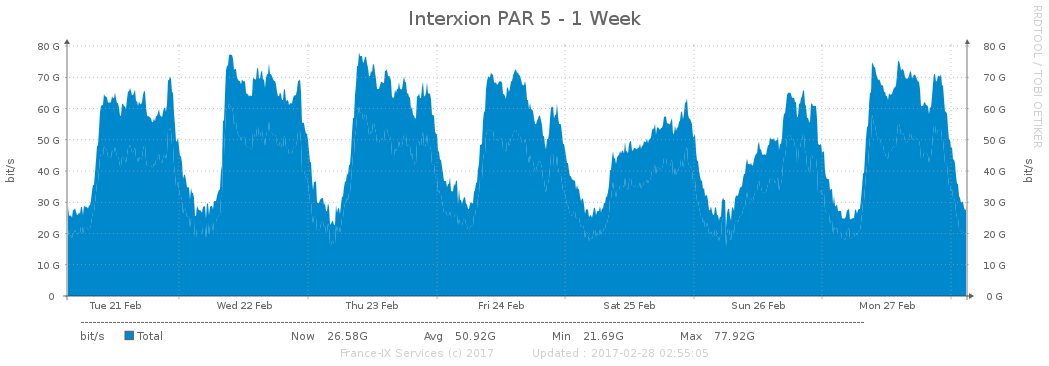 Interxion PAR 5 - 1 Week
RRDTOOL / TOBI OETIKER
bit/s
80 G
70 G
60 G
50 G
40 G
30 G
20 G
10 G
0
80 G
70 G
60 G
50 G
40 G
30 G
20 G
10 G
0 G
bit/s
Tue 21 Feb Wed 22 Feb Thu 23 Feb Fri 24 Feb Sat 25 Feb Sun 26 Feb Mon 27 Feb
bit/s Total Now 26.58G Avg 50.92G Min 21.69G Max 77.92G
France-IX Services (c) 2017 Updated : 2017-02-28 02:55:05